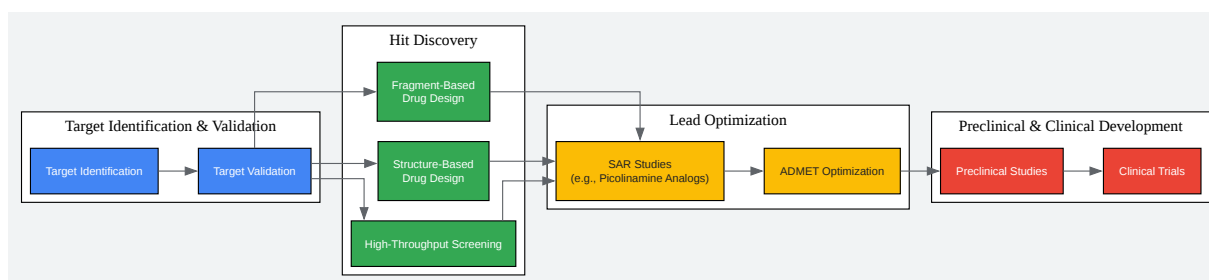 Target Identification & Validation
Target Identification
Target Validation
Hit Discovery
Fragment-Based
Drug Design
Structure-Based
Drug Design
High-Throughput Screening
Lead Optimization
SAR Studies
(e.g., Picolinamine Analogs)
ADMET Optimization
Preclinical & Clinical Development
Preclinical Studies
Clinical Trials